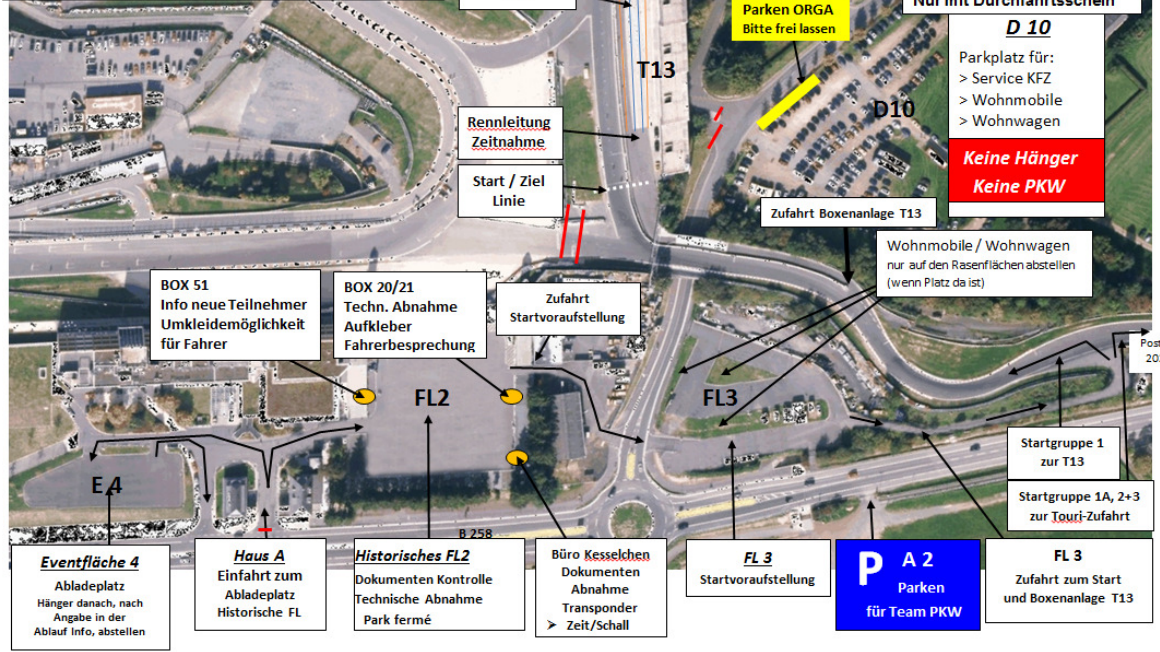 Nur mit Durchfahrtsschein
Parken ORGA
Bitte frei lassen
D 10
Parkplatz für:
> Service KFZ
> Wohnmobile
> Wohnwagen
Keine Hänger
Keine PKW
T13
D10
Rennleitung
Zeitnahme
Start / Ziel
Linie
Zufahrt Boxenanlage T13
Wohnmobile / Wohnwagen
nur auf den Rasenflächen abstellen
(wenn Platz da ist)
BOX 51
Info neue Teilnehmer
Umkleidemöglichkeit
für Fahrer
BOX 20/21
Techn. Abnahme
Aufkleber
Fahrerbesprechung
Zufahrt
Startvoraufstellung
Post
20
FL2
FL3
E 4
Startgruppe 1
zur T13
Startgruppe 1A, 2+3
zur Touri-Zufahrt
B 258
Eventfläche 4
Abladeplatz
Hänger danach, nach
Angabe in der
Ablauf Info, abstellen
Haus A
Einfahrt zum
Abladeplatz
Historische FL
Historisches FL2
Dokumenten Kontrolle
Technische Abnahme
Park fermé
Büro Kesselchen
Dokumenten
Abnahme
Transponder
➤ Zeit/Schall
FL 3
Startvoraufstellung
P A 2
Parken
für Team PKW
FL 3
Zufahrt zum Start
und Boxenanlage T13